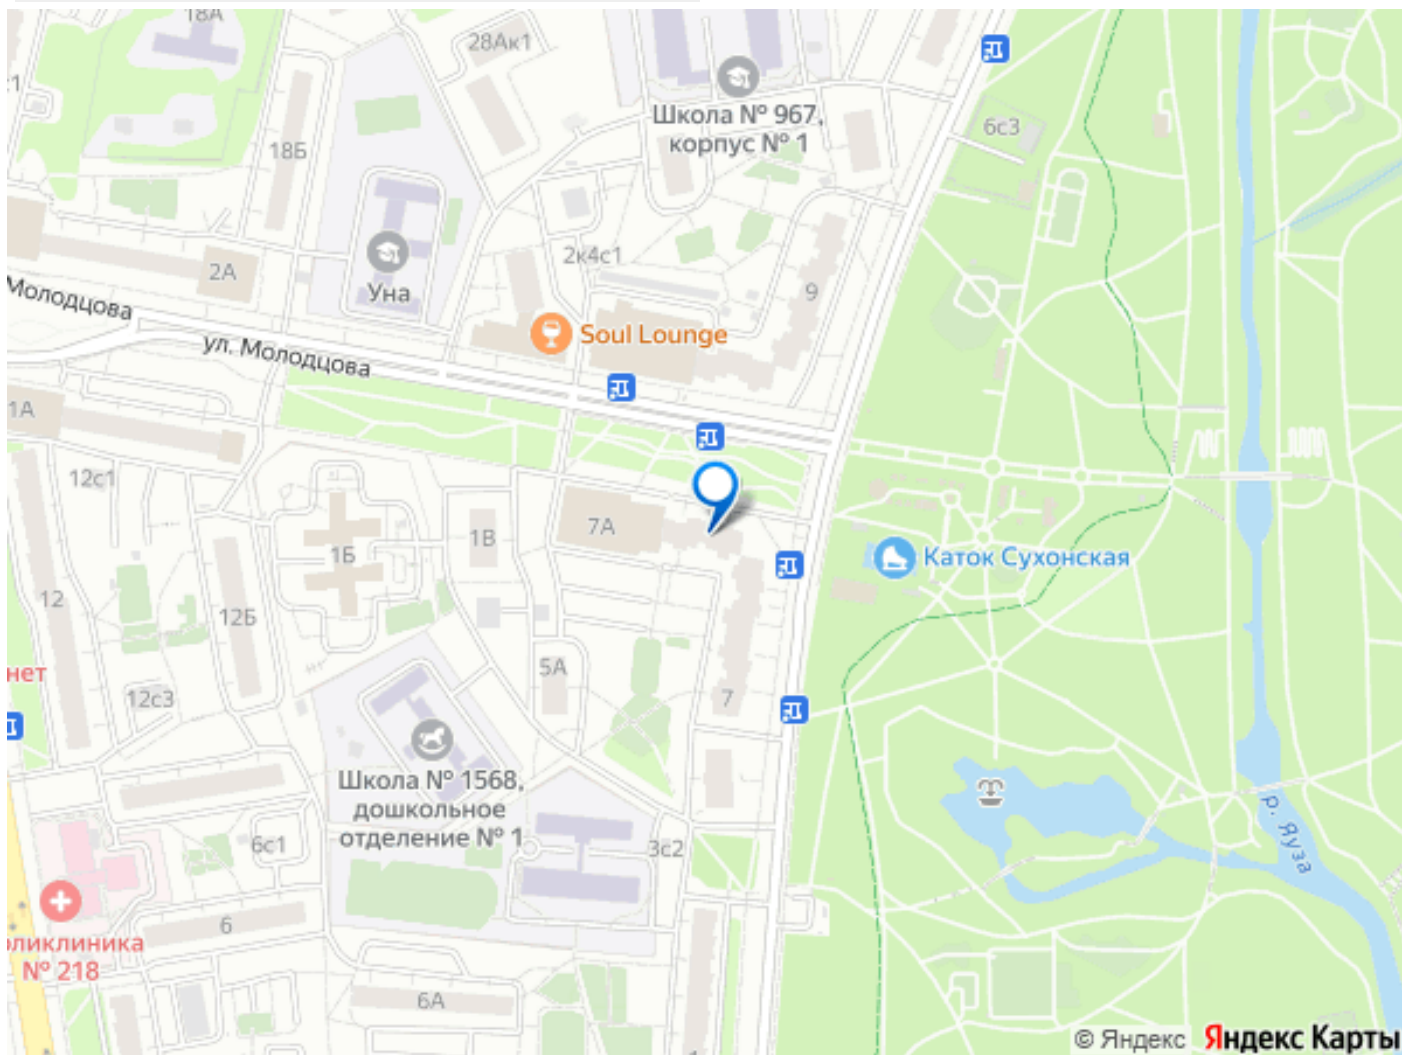 18А
28Ак1
Школа № 967,
корпус № 1
6с3
18Б
2к4с1
2А
Уна
9
Молодцова
ул. Молодцова
Soul Lounge
1А
12с1
7А
1В
1Б
Каток Сухонская
12
12Б
5А
нет
12с3
7
Школа № 1568,
дошкольное
отделение № 1
р. Яуза
6с1
3с2
6
оликлиника
№ 218
6А
© Яндекс Яндекс Карты